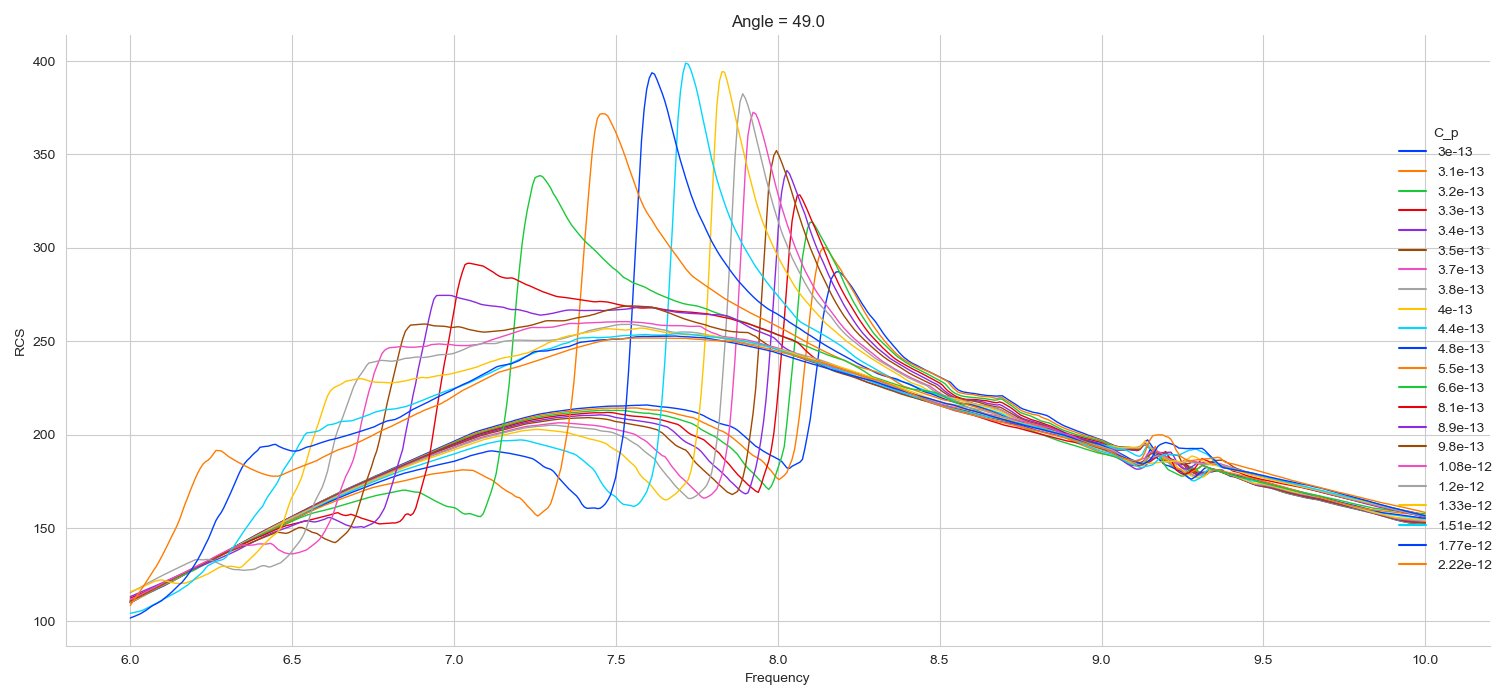 Angle = 49.0
400
350
300
250
200
150
100
RCS
6.0
6.5
7.0
7.5
8.0
8.5
9.0
9.5
10.0
Frequency
C_p
3e-13
3.1e-13
3.2e-13
3.3e-13
3.4e-13
3.5e-13
3.7e-13
3.8e-13
4e-13
4.4e-13
4.8e-13
5.5e-13
6.6e-13
8.1e-13
8.9e-13
9.8e-13
1.08e-12
1.2e-12
1.33e-12
1.51e-12
1.77e-12
2.22e-12